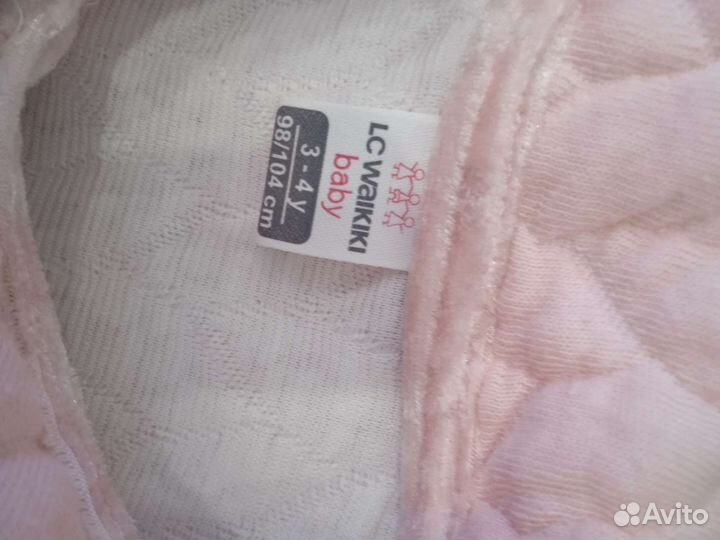 LC WAIKIKI
baby
3 - 4 y
98/104 cm
Avito